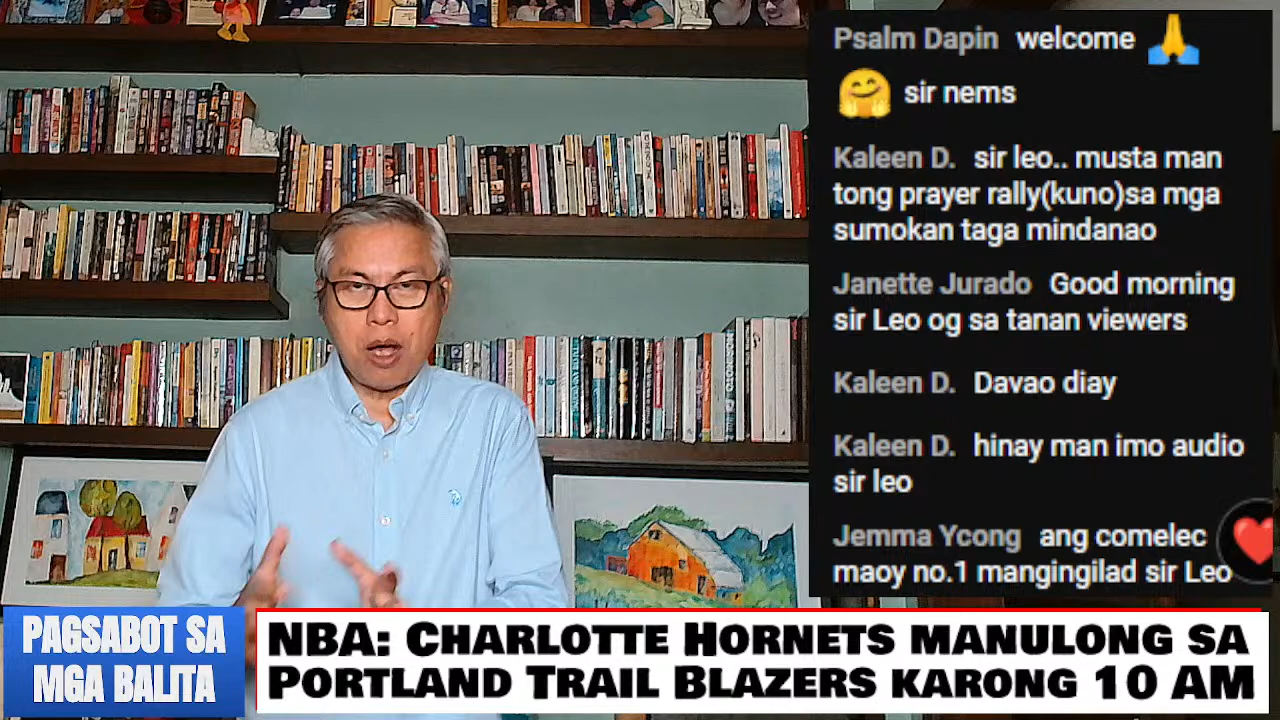 Psalm Dapin welcome 🙏
🤗 sir nems
Kaleen D. sir leo.. musta man
tong prayer rally(kuno)sa mga
sumokan taga mindanao
Janette Jurado Good morning
sir Leo og sa tanan viewers
Kaleen D. Davao diay
Kaleen D. hinay man imo audio
sir leo
Jemma Ycong ang comelec
maoy no.1 mangingilad sir Leo
PAGSABOT SA
MGA BALITA
NBA: CHARLOTTE HORNETS MANULONG SA
PORTLAND TRAIL BLAZERS KARONG 10 AM